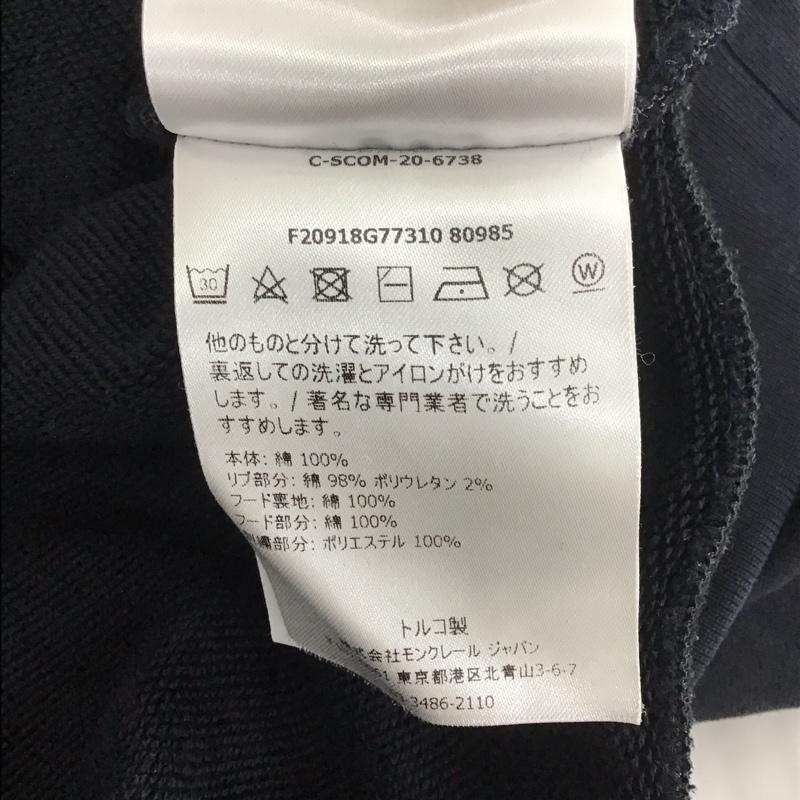 C-SCOM-20-6738
F20918G77310 80985
30
W
他のものと分けて洗って下さい。/
裏返しての洗濯とアイロンがけをおすすめ
します。/ 著名な専門業者で洗うことをお
すすめします。
本体: 綿 100%
リブ部分: 綿 98% ポリウレタン 2%
フード裏地: 綿 100%
フード部分: 綿 100%
部分: ポリエステル 100%
トルコ製
株式会社モンクレール ジャパン
東京都港区北青山3-6-7
3486-2110